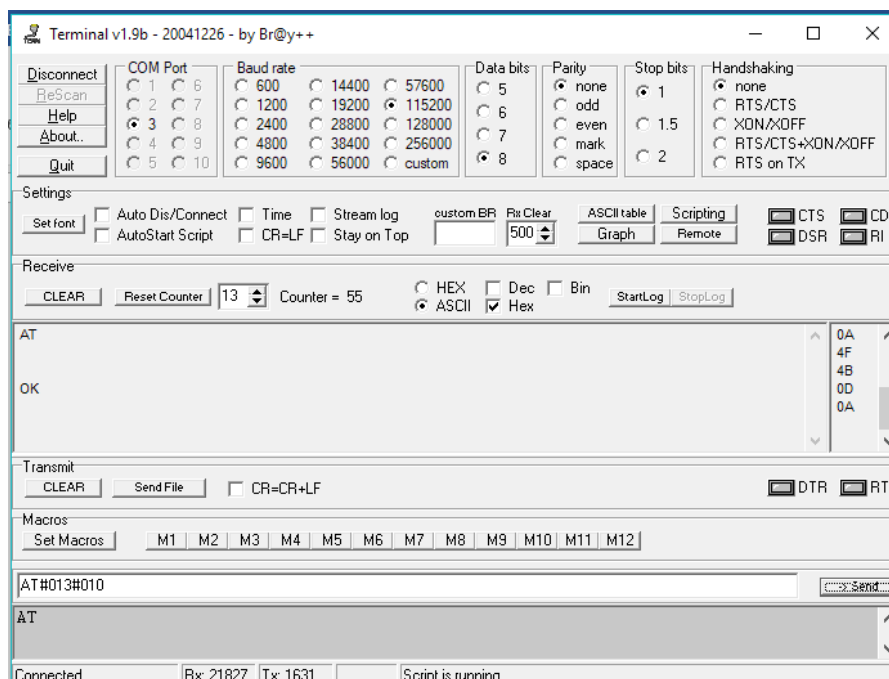 Terminal v1.9b - 20041226 - by Br@y++
Disconnect
ReScan
Help
About..
Quit
COM Port
1 6
2 7
3 8
4 9
5 10
Baud rate
600 14400 57600
1200 19200 115200
2400 28800 128000
4800 38400 256000
9600 56000 custom
Data bits
5
6
7
8
Parity
none
odd
even
mark
space
Stop bits
1
1.5
2
Handshaking
none
RTS/CTS
XON/XOFF
RTS/CTS+XON/XOFF
RTS on TX
Settings
Set font
Auto Dis/Connect Time Stream log
AutoStart Script CR=LF Stay on Top
custom BR Rx Clear
500
ASCII table Scripting
Graph Remote
CTS CD
DSR RI
Receive
CLEAR Reset Counter 13 Counter = 55
HEX Dec Bin
ASCII Hex
StartLog StopLog
AT
OK
0A
4F
4B
0D
0A
Transmit
CLEAR Send File CR=CR+LF DTR RT
Macros
Set Macros M1 M2 M3 M4 M5 M6 M7 M8 M9 M10 M11 M12
AT#013#010 -> Send
AT
Connected Rx: 21827 Tx: 1631 Script is running